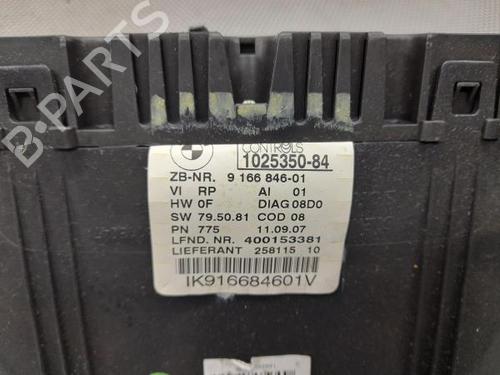 B-PARTS
CONTROLS
1025350-84
ZB-NR. 9 166 846-01
VI RP AI 01
HW 0F DIAG 08D0
SW 79.50.81 COD 08
PN 775 11.09.07
LFND. NR. 400153381
LIEFERANT 258115 10
IK916684601V